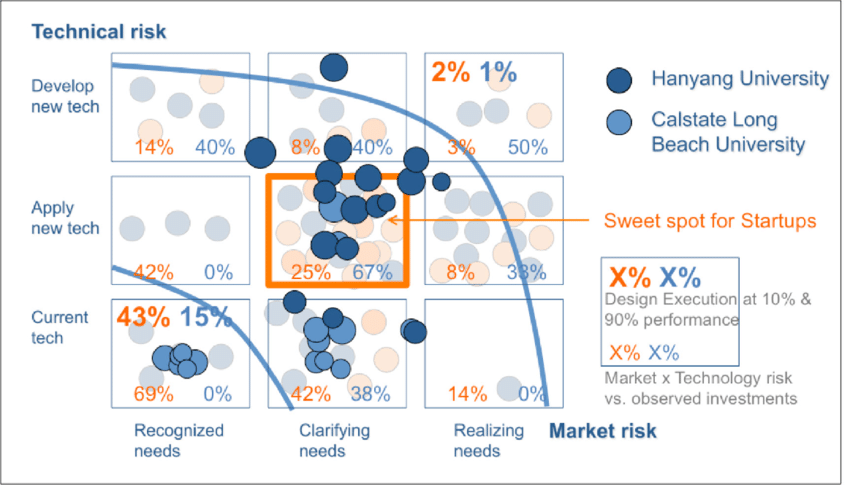 Technical risk
Develop
new tech
2% 1%
14% 40%
8% 40%
3% 50%
Hanyang University
Calstate Long
Beach University
Apply
new tech
42% 0%
25% 67%
8% 33%
Sweet spot for Startups
X% X%
Design Execution at 10% &
90% performance
X% X%
Market x Technology risk
vs. observed investments
Current
tech
43% 15%
69% 0%
42% 38%
14% 0%
Recognized
needs
Clarifying
needs
Realizing
needs
Market risk